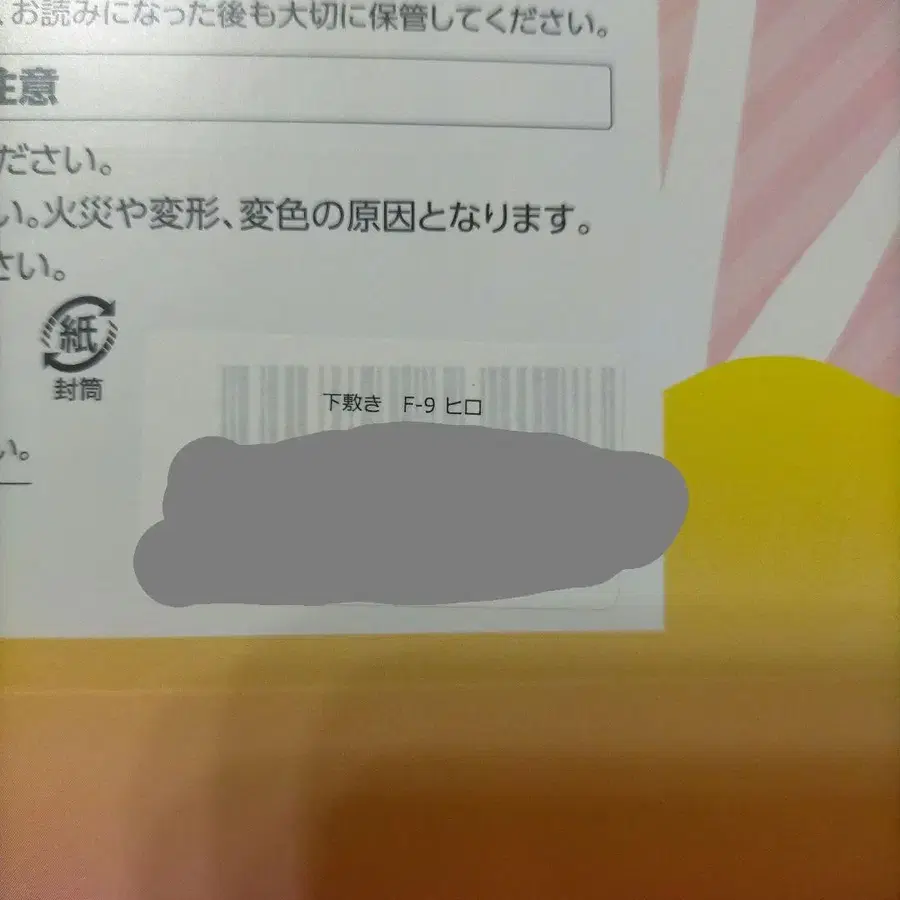 、お読みになった後も大切に保管してください。
注意
ださい。
い。火災や変形、変色の原因となります。
さい。
紙
封筒
下敷き F-9 ヒロ
い。